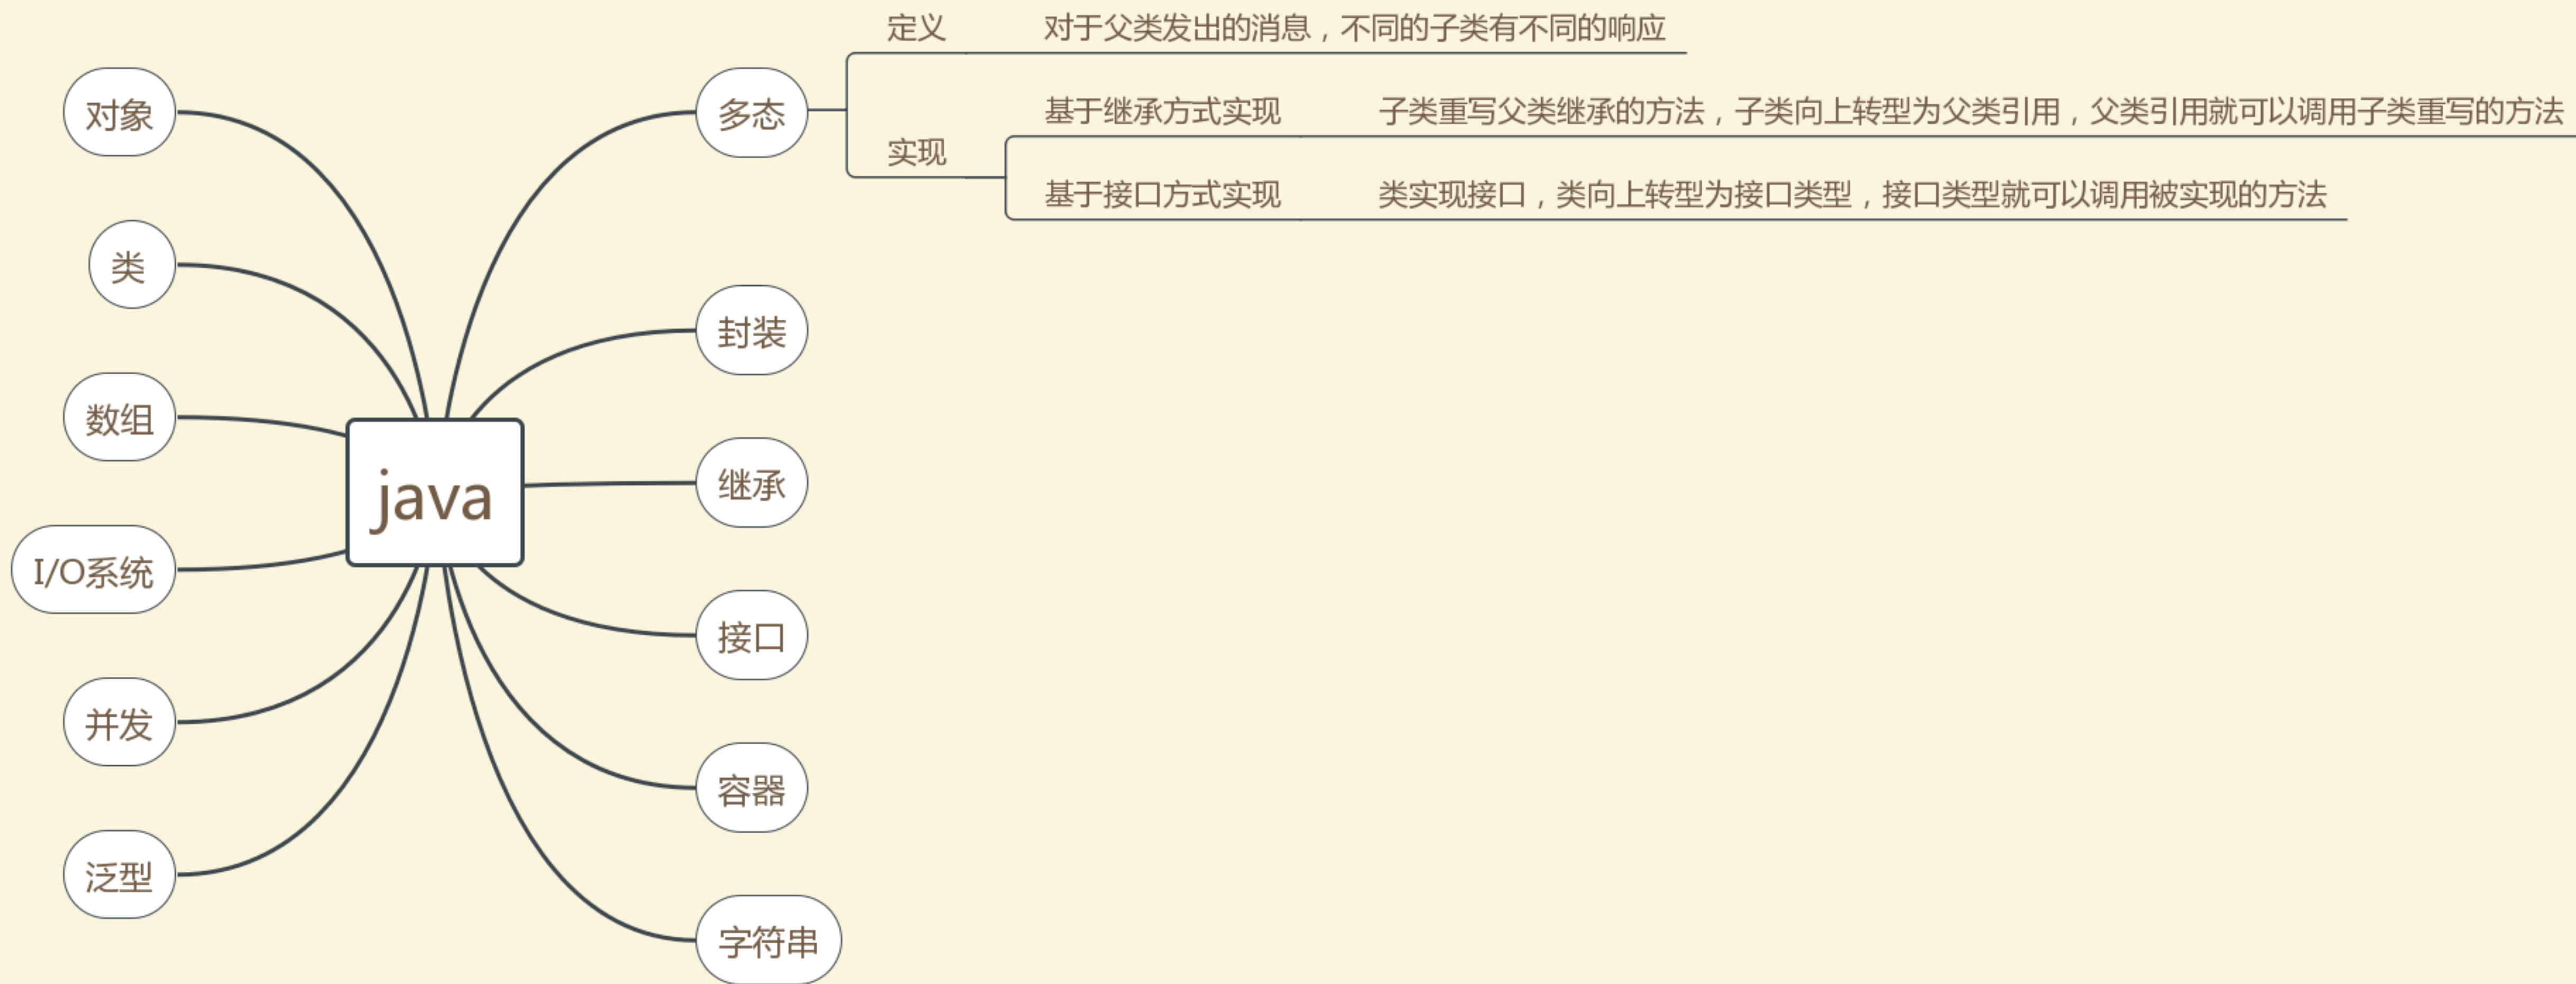 定义
对于父类发出的消息，不同的子类有不同的响应
多态
基于继承方式实现
子类重写父类继承的方法，子类向上转型为父类引用，父类引用就可以调用子类重写的方法
实现
基于接口方式实现
类实现接口，类向上转型为接口类型，接口类型就可以调用被实现的方法
封装
继承
接口
容器
字符串
java
对象
类
数组
I/O系统
并发
泛型